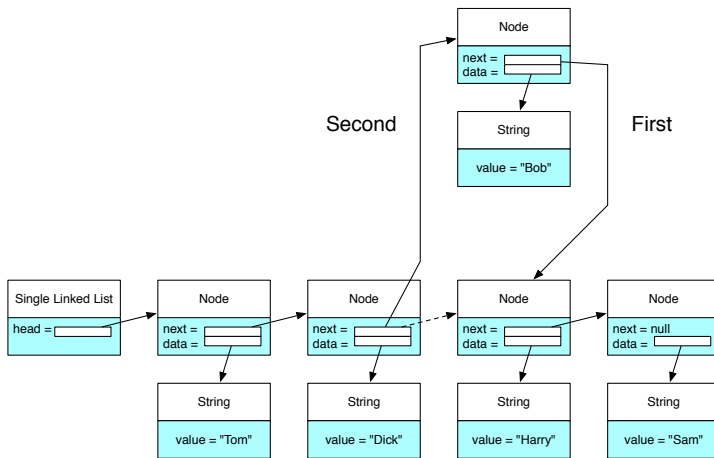 Node
next =
data =
Second
First
String
value = "Bob"
Single Linked List
head =
Node
next =
data =
Node
next =
data =
Node
next =
data =
Node
next = null
data =
String
value = "Tom"
String
value = "Dick"
String
value = "Harry"
String
value = "Sam"